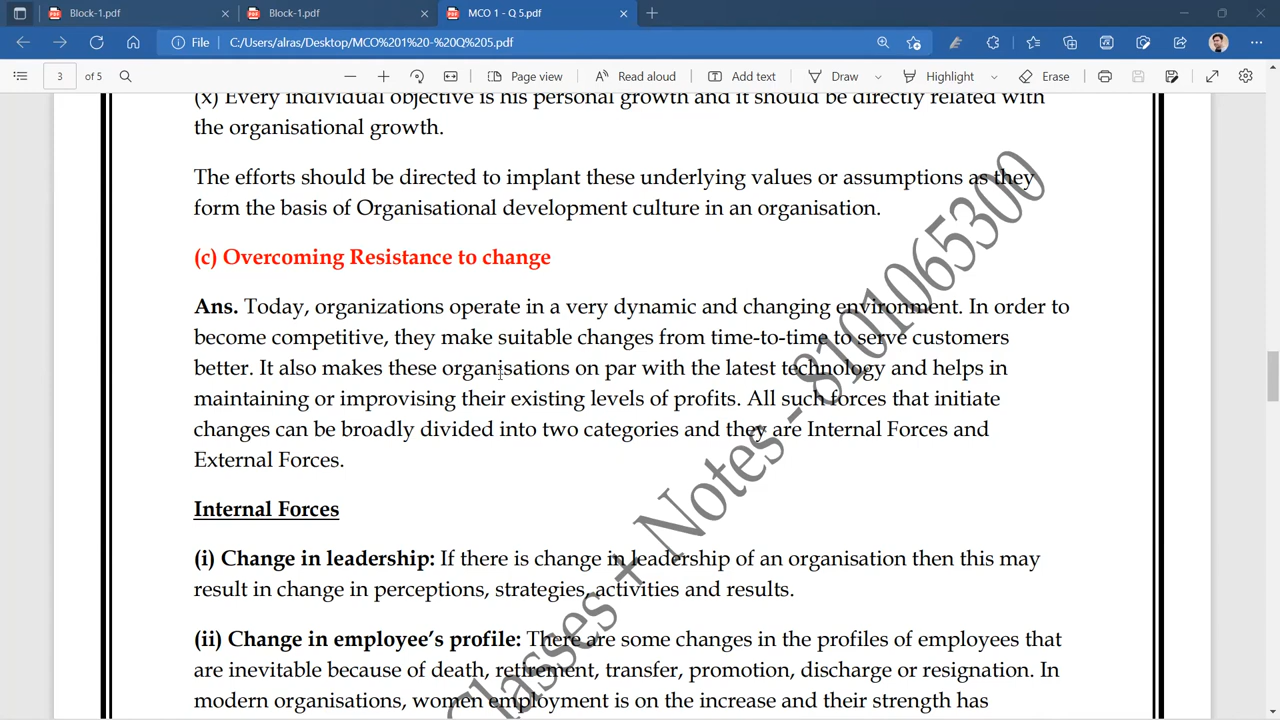 Block-1.pdf
Block-1.pdf
MCO 1 - Q 5.pdf
File
C:/Users/alras/Desktop/MCO%201%20-%20Q%205.pdf
3 of 5
Page view
Read aloud
Add text
Draw
Highlight
Erase
(x) Every individual objective is his personal growth and it should be directly related with
the organisational growth.
The efforts should be directed to implant these underlying values or assumptions as they
form the basis of Organisational development culture in an organisation.
(c) Overcoming Resistance to change
Ans. Today, organizations operate in a very dynamic and changing environment. In order to
become competitive, they make suitable changes from time-to-time to serve customers
better. It also makes these organisations on par with the latest technology and helps in
maintaining or improvising their existing levels of profits. All such forces that initiate
changes can be broadly divided into two categories and they are Internal Forces and
External Forces.
Internal Forces
(i) Change in leadership: If there is change in leadership of an organisation then this may
result in change in perceptions, strategies, activities and results.
(ii) Change in employee's profile: There are some changes in the profiles of employees that
are inevitable because of death, retirement, transfer, promotion, discharge or resignation. In
modern organisations, women employment is on the increase and their strength has
Classes + Notes - 8101065300